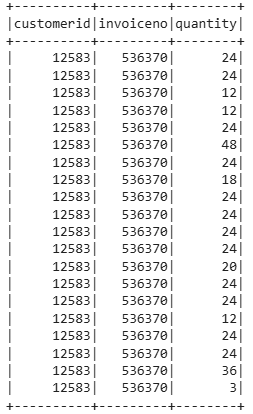 +----------+---------+--------+
|customerid|invoiceno|quantity|
+----------+---------+--------+
|     12583|   536370|      24|
|     12583|   536370|      24|
|     12583|   536370|      12|
|     12583|   536370|      12|
|     12583|   536370|      24|
|     12583|   536370|      48|
|     12583|   536370|      24|
|     12583|   536370|      18|
|     12583|   536370|      24|
|     12583|   536370|      24|
|     12583|   536370|      24|
|     12583|   536370|      24|
|     12583|   536370|      20|
|     12583|   536370|      24|
|     12583|   536370|      24|
|     12583|   536370|      12|
|     12583|   536370|      24|
|     12583|   536370|      24|
|     12583|   536370|      36|
|     12583|   536370|       3|
+----------+---------+--------+